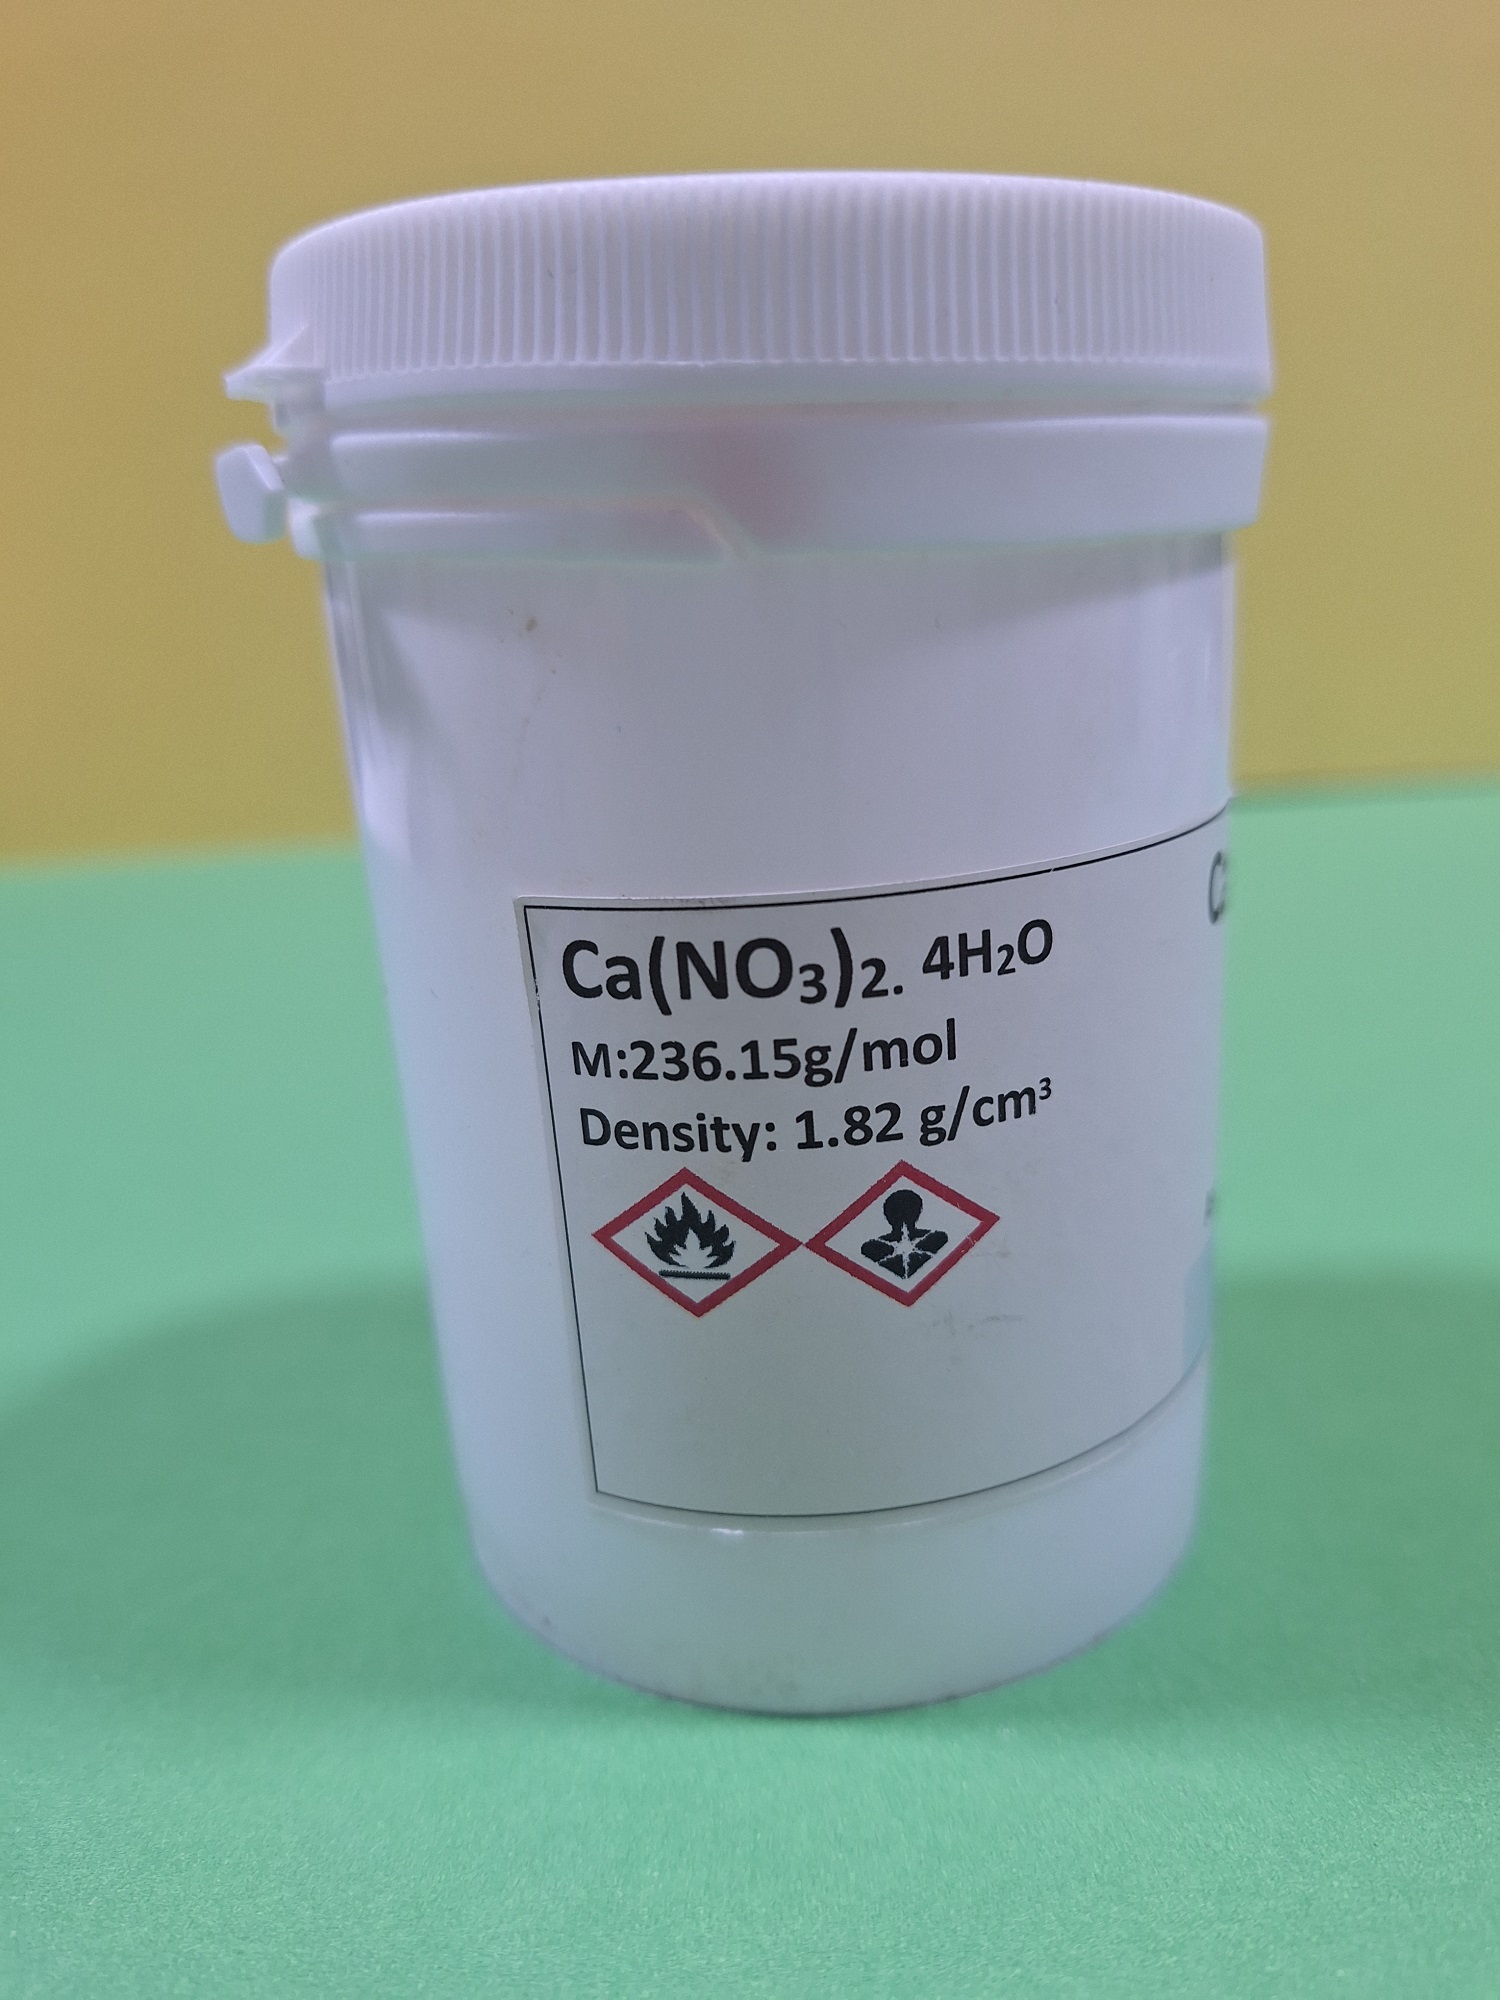 Ca(NO₃)₂. 4H₂O
M:236.15g/mol
Density: 1.82 g/cm³